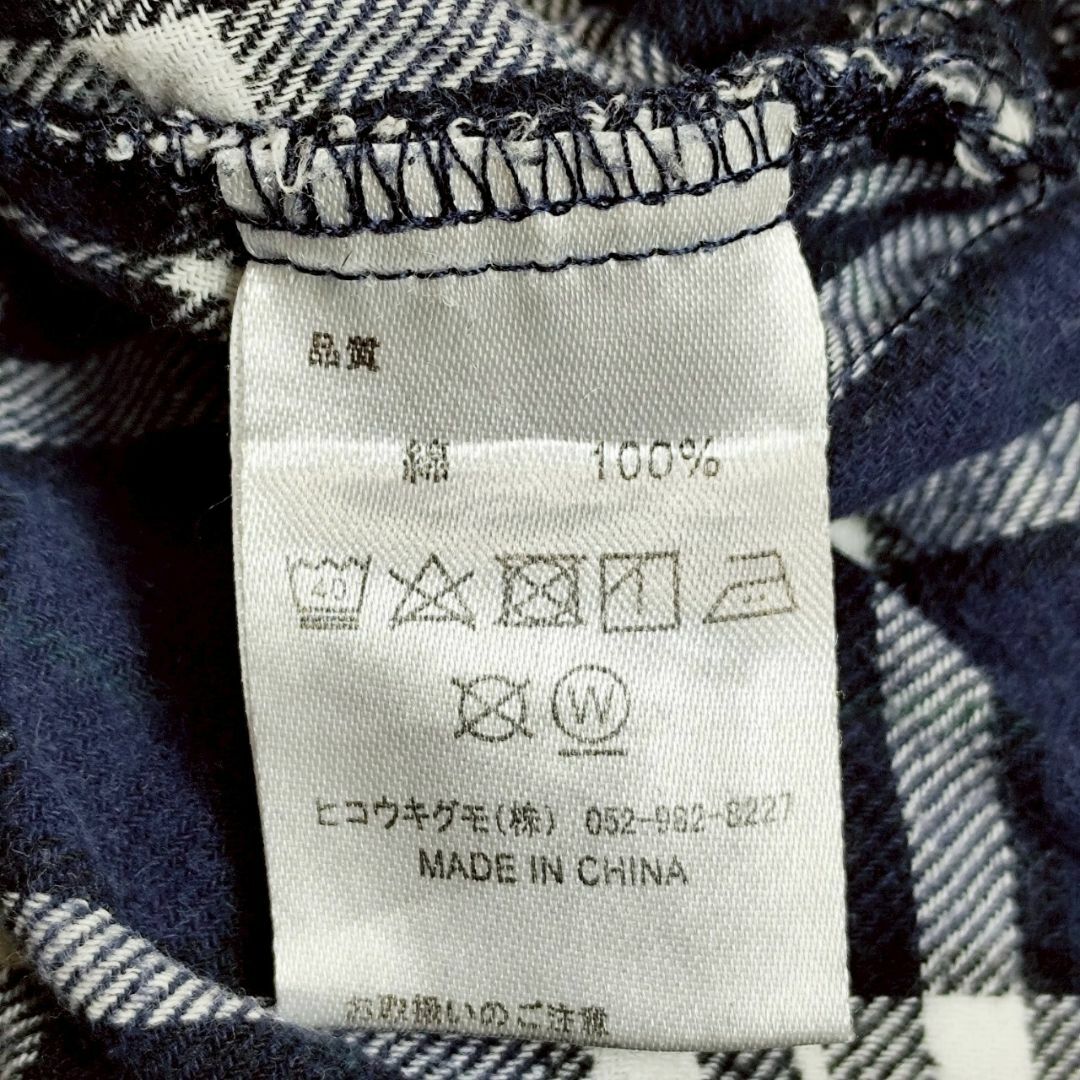 品質
綿 100%
40
W
ヒコウキグモ(株) 052-982-8227
MADE IN CHINA
お取扱いのご注意